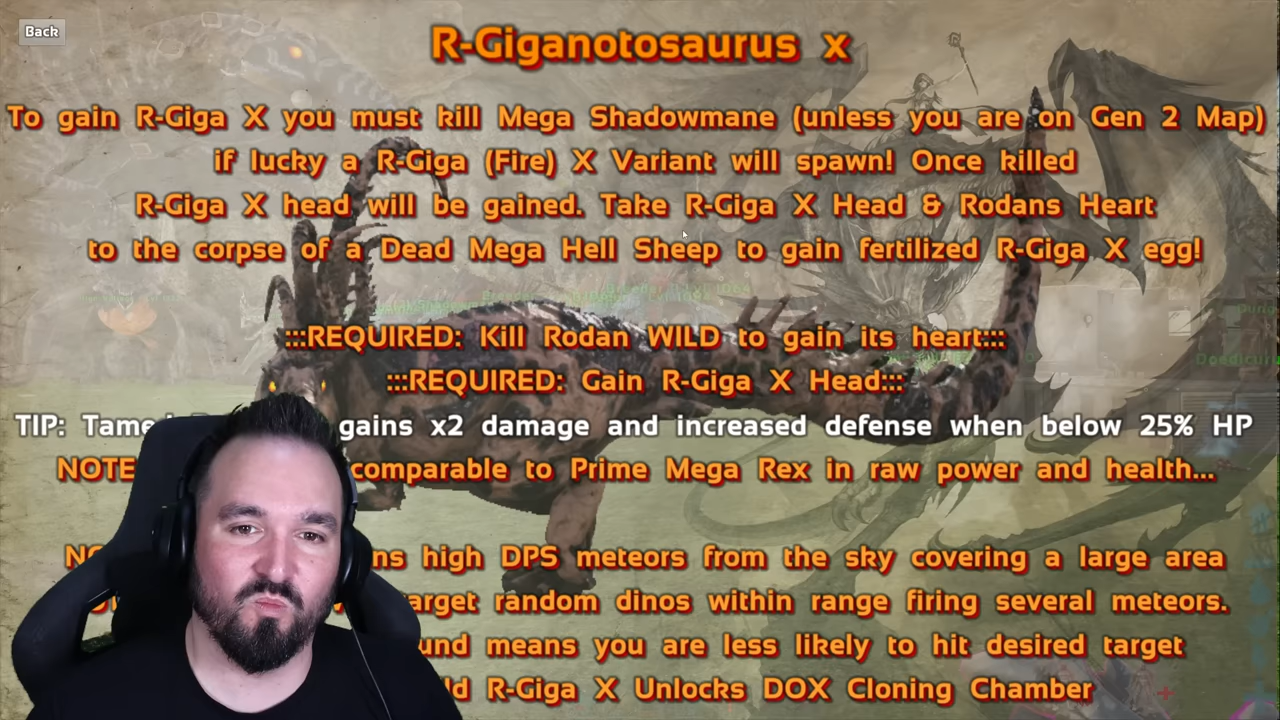 Back
R-Giganotosaurus x
To gain R-Giga X you must kill Mega Shadowmane (unless you are on Gen 2 Map)
if lucky a R-Giga (Fire) X Variant will spawn! Once killed
R-Giga X head will be gained. Take R-Giga X Head & Rodans Heart
to the corpse of a Dead Mega Hell Sheep to gain fertilized R-Giga X egg!
:::REQUIRED: Kill Rodan WILD to gain its heart:::
:::REQUIRED: Gain R-Giga X Head:::
TIP: Tame gains x2 damage and increased defense when below 25% HP
NOTE comparable to Prime Mega Rex in raw power and health...
high DPS meteors from the sky covering a large area
target random dinos within range firing several meteors.
means you are less likely to hit desired target
R-Giga X Unlocks DOX Cloning Chamber